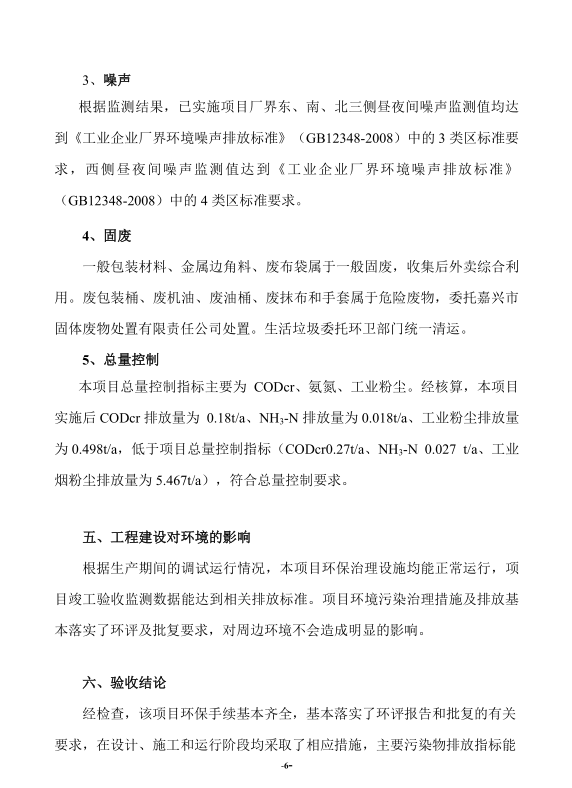 3、噪声
根据监测结果，已实施项目厂界东、南、北三侧昼夜间噪声监测值均达
到《工业企业厂界环境噪声排放标准》（GB12348-2008）中的 3 类区标准要
求，西侧昼夜间噪声监测值达到《工业企业厂界环境噪声排放标准》
（GB12348-2008）中的 4 类区标准要求。
4、固废
一般包装材料、金属边角料、废布袋属于一般固废，收集后外卖综合利
用。废包装桶、废机油、废油桶、废抹布和手套属于危险废物，委托嘉兴市
固体废物处置有限责任公司处置。生活垃圾委托环卫部门统一清运。
5、总量控制
本项目总量控制指标主要为 CODcr、氨氮、工业粉尘。经核算，本项目
实施后 CODcr 排放量为 0.18t/a、NH₃-N 排放量为 0.018t/a、工业粉尘排放量
为 0.498t/a，低于项目总量控制指标（CODcr0.27t/a、NH₃-N 0.027 t/a、工业
烟粉尘排放量为 5.467t/a），符合总量控制要求。
五、工程建设对环境的影响
根据生产期间的调试运行情况，本项目环保治理设施均能正常运行，项
目竣工验收监测数据能达到相关排放标准。项目环境污染治理措施及排放基
本落实了环评及批复要求，对周边环境不会造成明显的影响。
六、验收结论
经检查，该项目环保手续基本齐全，基本落实了环评报告和批复的有关
要求，在设计、施工和运行阶段均采取了相应措施，主要污染物排放指标能
-6-